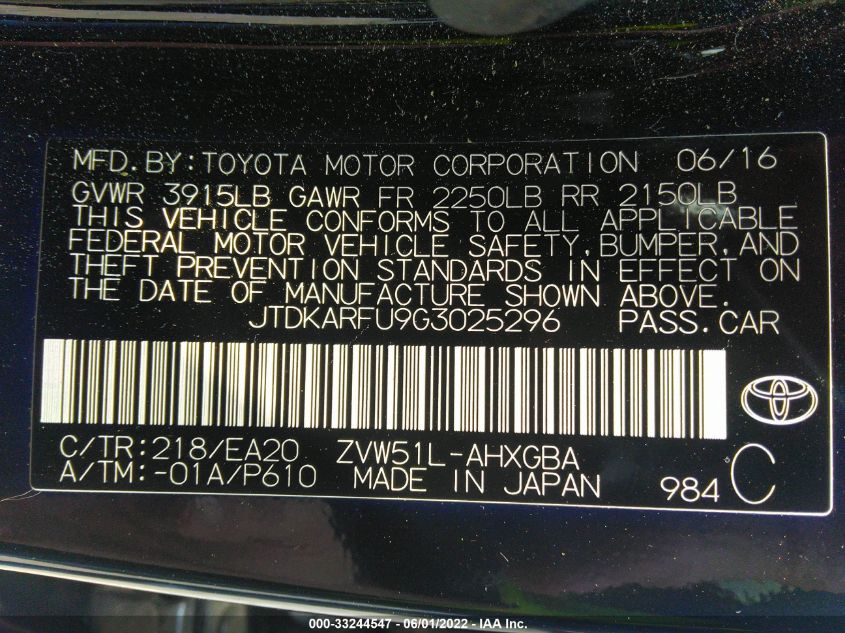 MFD.BY:TOYOTA MOTOR CORPORATION 06/16
GVWR 3915LB GAWR FR 2250LB RR 2150LB
THIS VEHICLE CONFORMS TO ALL APPLICABLE
FEDERAL MOTOR VEHICLE SAFETY,BUMPER,AND
THEFT PREVENTION STANDARDS IN EFFECT ON
THE DATE OF MANUFACTURE SHOWN ABOVE.
JTDKARFU9G3025296 PASS.CAR
C/TR:218/EA20 ZVW51L-AHXGBA
A/TM:-01A/P610 MADE IN JAPAN 984 C
000-33244547 - 06/01/2022 - IAA Inc.